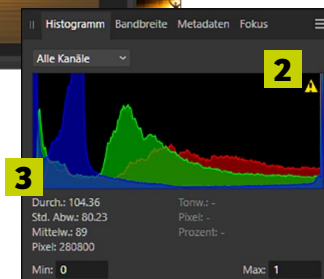 Histogramm Bandbreite Metadaten Fokus
Alle Kanäle
2
3
Durch.: 104.36 Tonw.: -
Std. Abw.: 80.23 Pixel: -
Mittelw.: 89 Prozent: -
Pixel: 280800
Min: 0 Max: 1